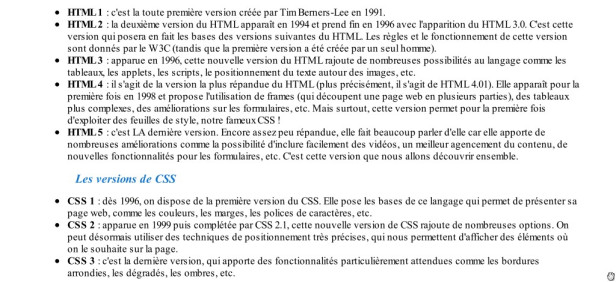 • HTML 1 : c'est la toute première version créée par Tim Berners-Lee en 1991.
• HTML 2 : la deuxième version du HTML apparaît en 1994 et prend fin en 1996 avec l'apparition du HTML 3.0. C'est cette
version qui posera en fait les bases des versions suivantes du HTML. Les règles et le fonctionnement de cette version
sont donnés par le W3C (tandis que la première version a été créée par un seul homme).
• HTML 3 : apparue en 1996, cette nouvelle version du HTML rajoute de nombreuses possibilités au langage comme les
tableaux, les applets, les scripts, le positionnement du texte autour des images, etc.
• HTML 4 : il s'agit de la version la plus répandue du HTML (plus précisément, il s'agit de HTML 4.01). Elle apparaît pour la
première fois en 1998 et propose l'utilisation de frames (qui découpent une page web en plusieurs parties), des tableaux
plus complexes, des améliorations sur les formulaires, etc. Mais surtout, cette version permet pour la première fois
d'exploiter des feuilles de style, notre fameux CSS !
• HTML 5 : c'est LA dernière version. Encore assez peu répandue, elle fait beaucoup parler d'elle car elle apporte de
nombreuses améliorations comme la possibilité d'inclure facilement des vidéos, un meilleur agencement du contenu, de
nouvelles fonctionnalités pour les formulaires, etc. C'est cette version que nous allons découvrir ensemble.
Les versions de CSS
• CSS 1 : dès 1996, on dispose de la première version du CSS. Elle pose les bases de ce langage qui permet de présenter sa
page web, comme les couleurs, les marges, les polices de caractères, etc.
• CSS 2 : apparue en 1999 puis complétée par CSS 2.1, cette nouvelle version de CSS rajoute de nombreuses options. On
peut désormais utiliser des techniques de positionnement très précises, qui nous permettent d'afficher des éléments où
on le souhaite sur la page.
• CSS 3 : c'est la dernière version, qui apporte des fonctionnalités particulièrement attendues comme les bordures
arrondies, les dégradés, les ombres, etc.